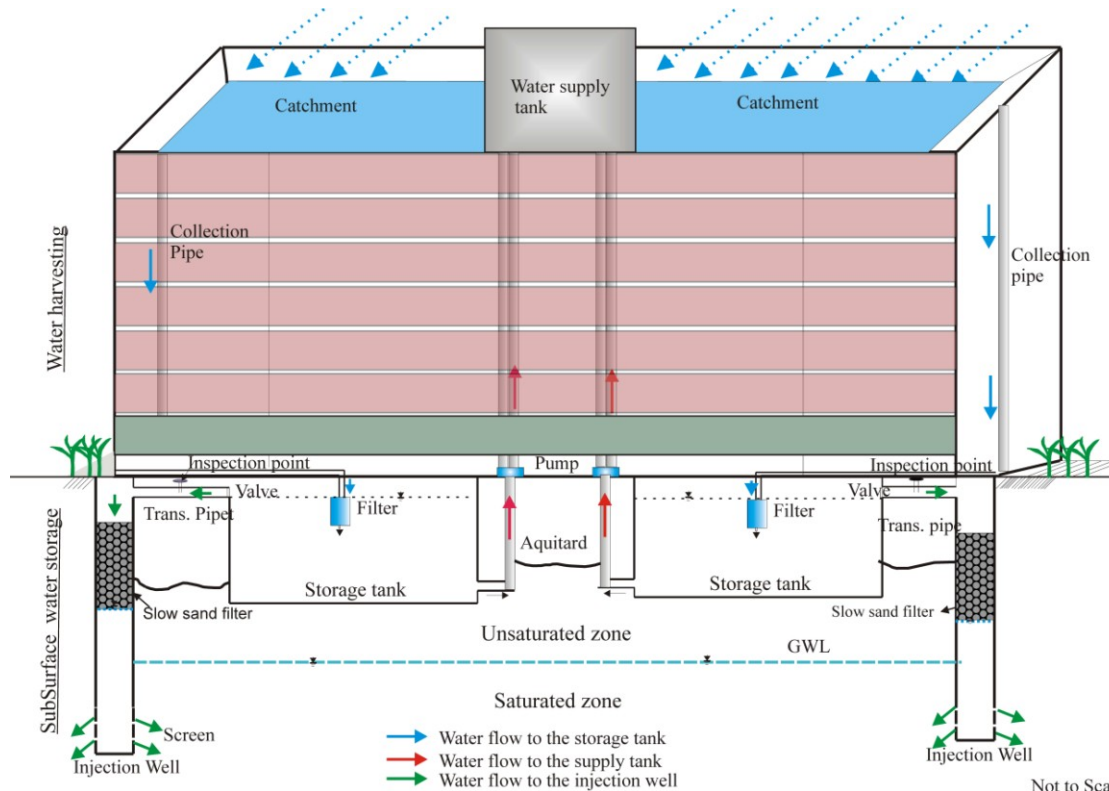 Water supply
tank
Catchment
Catchment
Collection
Pipe
Collection
pipe
Water harvesting
Inspection point
Pump
Inspection point
Valve
Valve
Trans. Pipet
Filter
Filter
Trans. pipe
Aquitard
Storage tank
Storage tank
Slow sand filter
Slow sand filter
Unsaturated zone
GWL
SubSurface water storage
Saturated zone
Screen
Injection Well
Injection Well
Water flow to the storage tank
Water flow to the supply tank
Water flow to the injection well
Not to Sca